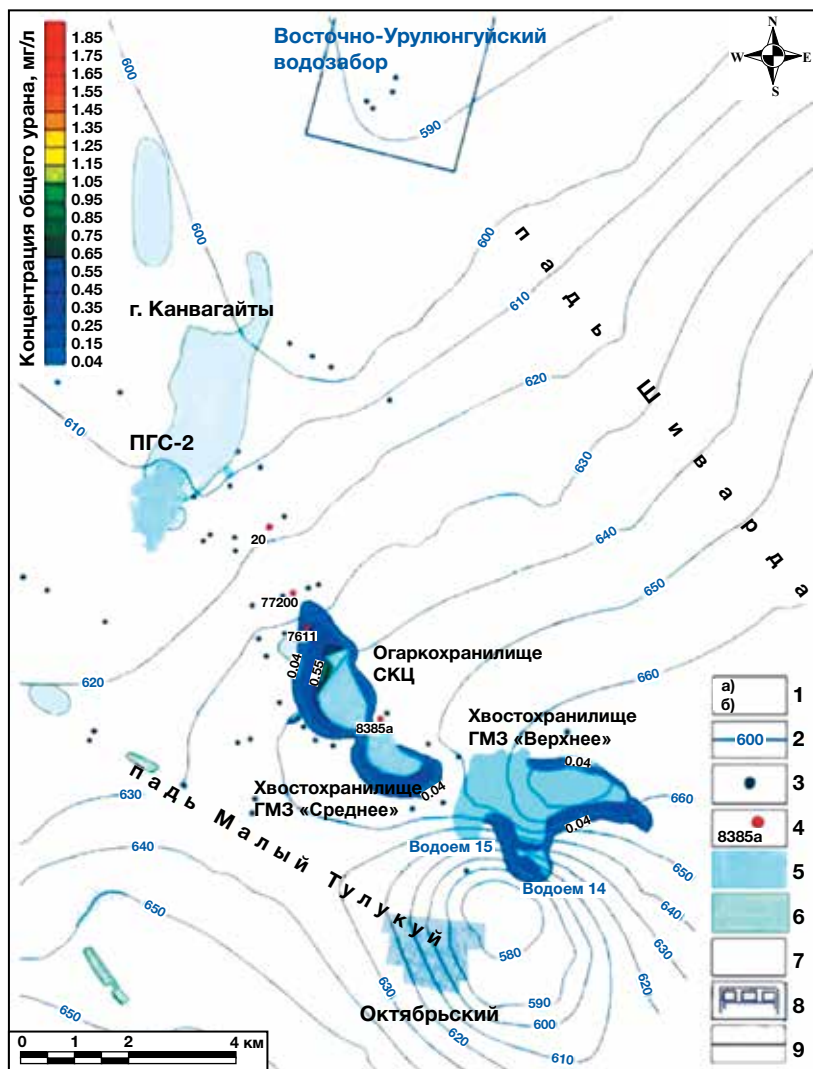 Концентрация общего урана, мг/л
1.85
1.75
1.65
1.55
1.45
1.35
1.25
1.15
1.05
0.95
0.85
0.75
0.65
0.55
0.45
0.35
0.25
0.15
0.04
Восточно-Урулюнгуйский
водозабор
N
W
E
S
600
590
600
600
610
620
630
640
650
660
падь Шиварда
г. Канвагайты
610
ПГС-2
20
77200
7611
0.04
0.55
Огаркохранилище
СКЦ
8385а
620
Хвостохранилище
ГМЗ «Верхнее»
0.04
0.04
660
Хвостохранилище
ГМЗ «Среднее»
0.04
630
640
650
650
падь Малый Тулукуй
Водоем 15
Водоем 14
650
640
630
620
580
590
600
610
620
630
Октябрьский
а)
б)
1
600
2
3
8385а
4
5
6
7
8
9
0
1
2
4 км